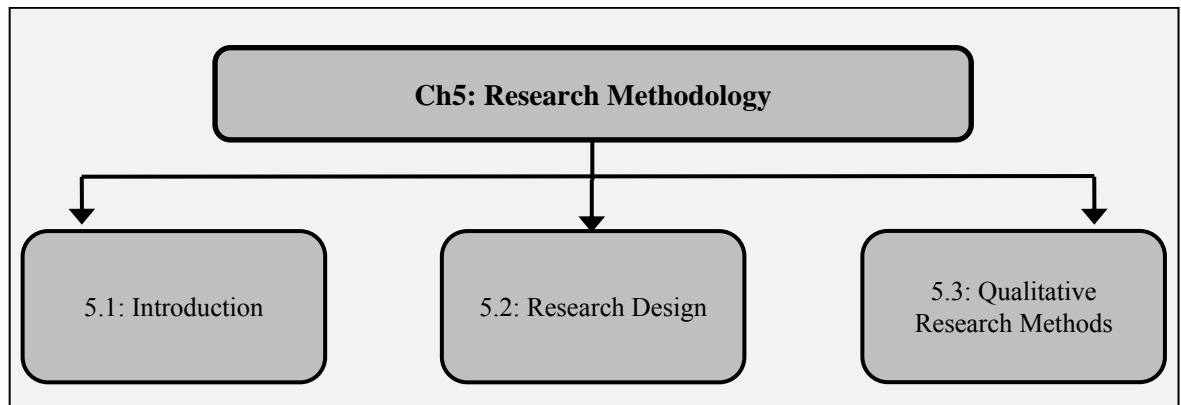 Ch5: Research Methodology
5.1: Introduction
5.2: Research Design
5.3: Qualitative
Research Methods